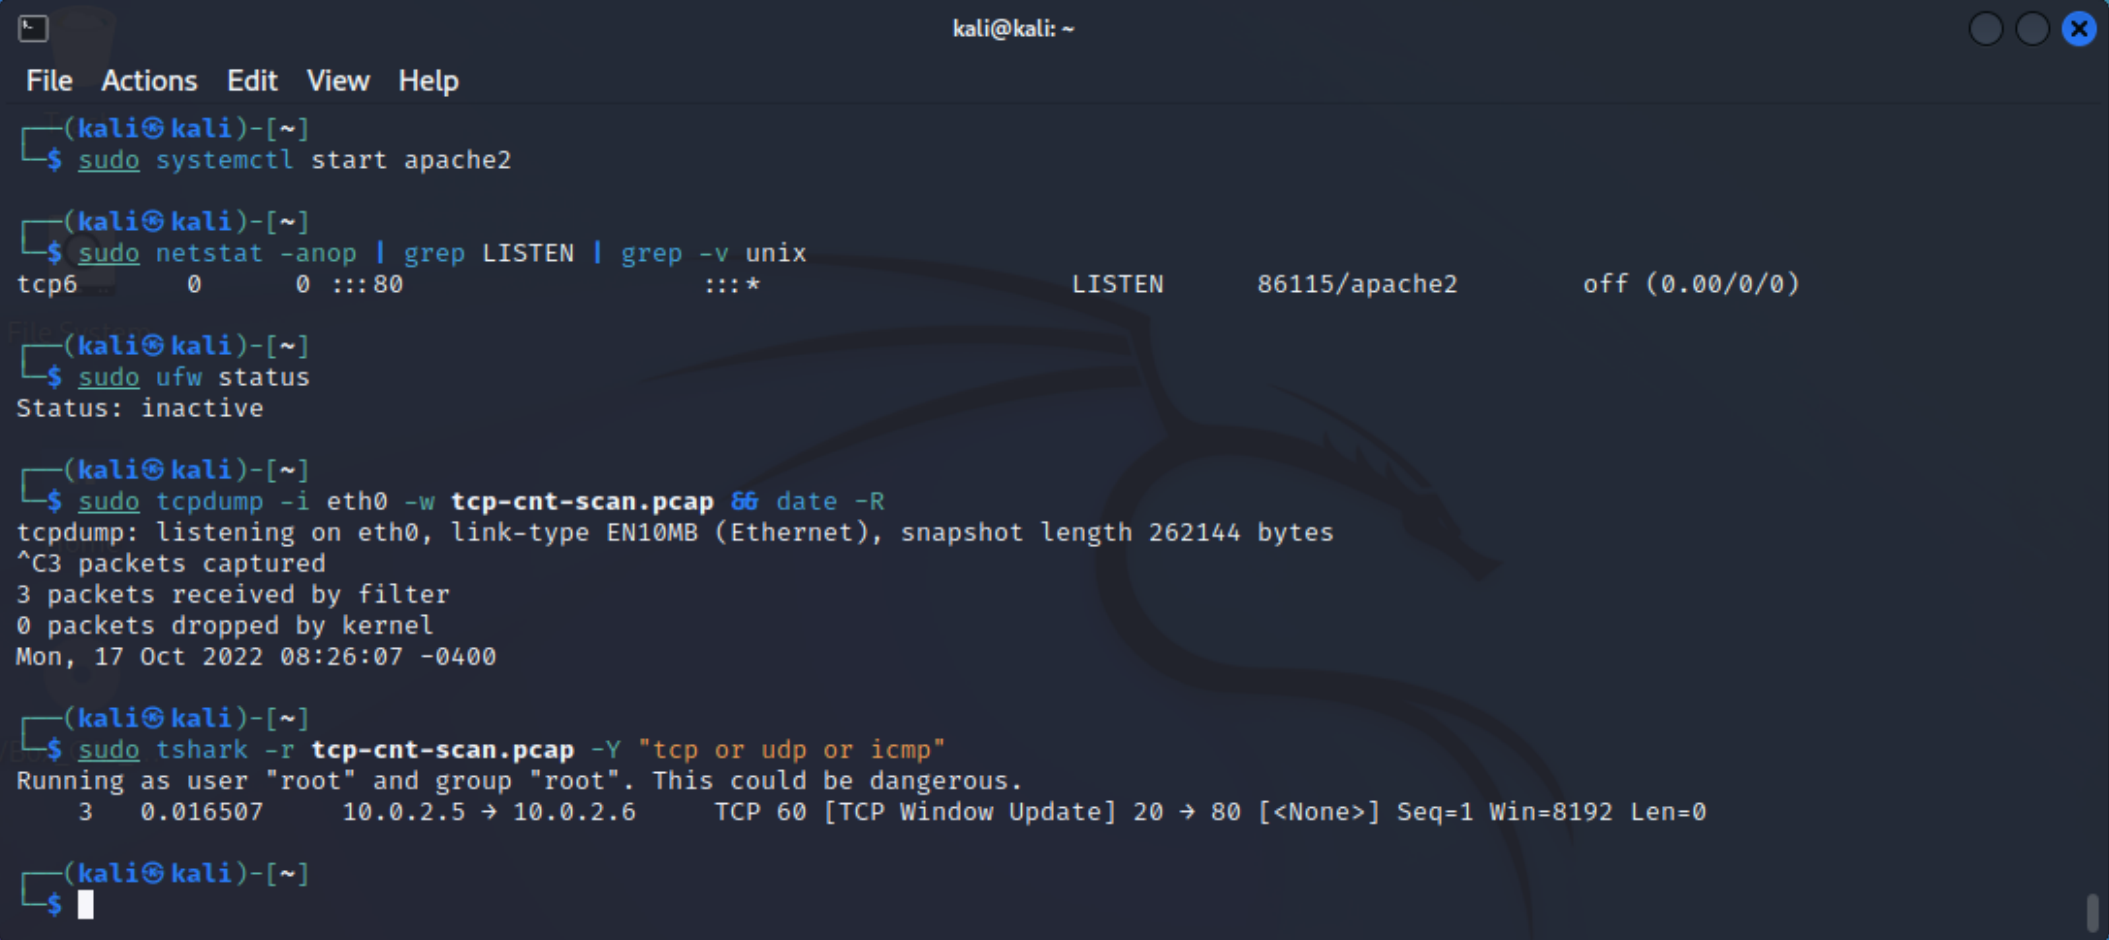 kali@kali: ~
File Actions Edit View Help
┌──(kali㉿kali)-[~]
└─$ sudo systemctl start apache2
┌──(kali㉿kali)-[~]
└─$ sudo netstat -anop | grep LISTEN | grep -v unix
tcp6 0 0 :::80 :::* LISTEN 86115/apache2 off (0.00/0/0)
File System
┌──(kali㉿kali)-[~]
└─$ sudo ufw status
Status: inactive
┌──(kali㉿kali)-[~]
└─$ sudo tcpdump -i eth0 -w tcp-cnt-scan.pcap && date -R
tcpdump: listening on eth0, link-type EN10MB (Ethernet), snapshot length 262144 bytes
^C3 packets captured
3 packets received by filter
0 packets dropped by kernel
Mon, 17 Oct 2022 08:26:07 -0400
┌──(kali㉿kali)-[~]
└─$ sudo tshark -r tcp-cnt-scan.pcap -Y "tcp or udp or icmp"
Running as user "root" and group "root". This could be dangerous.
3 0.016507 10.0.2.5 → 10.0.2.6 TCP 60 [TCP Window Update] 20 → 80 [<None>] Seq=1 Win=8192 Len=0
┌──(kali㉿kali)-[~]
└─$